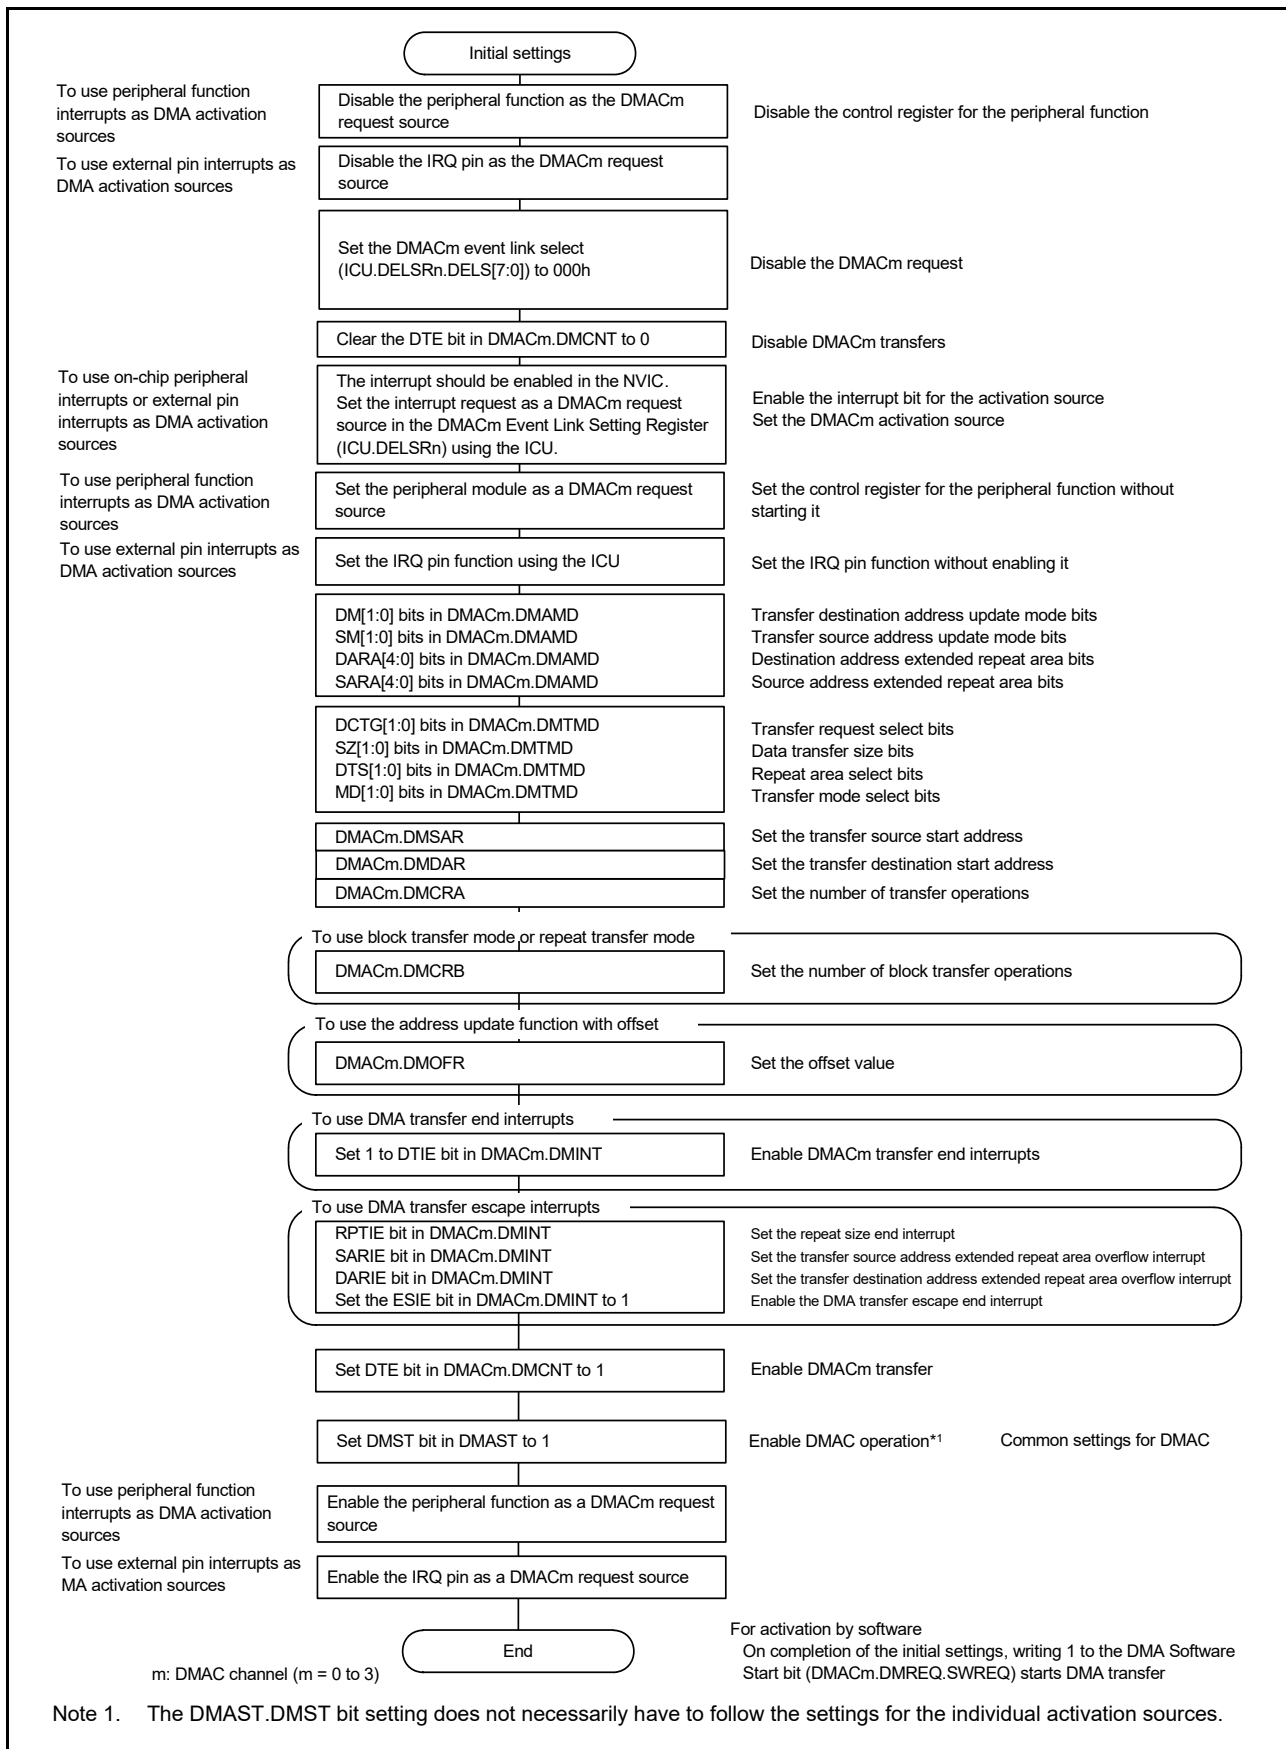 Initial settings
To use peripheral function
interrupts as DMA activation
sources
Disable the peripheral function as the DMACm
request source
Disable the control register for the peripheral function
To use external pin interrupts as
DMA activation sources
Disable the IRQ pin as the DMACm request
source
Set the DMACm event link select
(ICU.DELSRn.DELS[7:0]) to 000h
Disable the DMACm request
Clear the DTE bit in DMACm.DMCNT to 0
Disable DMACm transfers
To use on-chip peripheral
interrupts or external pin
interrupts as DMA activation
sources
The interrupt should be enabled in the NVIC.
Set the interrupt request as a DMACm request
source in the DMACm Event Link Setting Register
(ICU.DELSRn) using the ICU.
Enable the interrupt bit for the activation source
Set the DMACm activation source
To use peripheral function
interrupts as DMA activation
sources
Set the peripheral module as a DMACm request
source
Set the control register for the peripheral function without
starting it
To use external pin interrupts as
DMA activation sources
Set the IRQ pin function using the ICU
Set the IRQ pin function without enabling it
DM[1:0] bits in DMACm.DMAMD
SM[1:0] bits in DMACm.DMAMD
DARA[4:0] bits in DMACm.DMAMD
SARA[4:0] bits in DMACm.DMAMD
Transfer destination address update mode bits
Transfer source address update mode bits
Destination address extended repeat area bits
Source address extended repeat area bits
DCTG[1:0] bits in DMACm.DMTMD
SZ[1:0] bits in DMACm.DMTMD
DTS[1:0] bits in DMACm.DMTMD
MD[1:0] bits in DMACm.DMTMD
Transfer request select bits
Data transfer size bits
Repeat area select bits
Transfer mode select bits
DMACm.DMSAR
Set the transfer source start address
DMACm.DMDAR
Set the transfer destination start address
DMACm.DMCRA
Set the number of transfer operations
To use block transfer mode or repeat transfer mode
DMACm.DMCRB
Set the number of block transfer operations
To use the address update function with offset
DMACm.DMOFR
Set the offset value
To use DMA transfer end interrupts
Set 1 to DTIE bit in DMACm.DMINT
Enable DMACm transfer end interrupts
To use DMA transfer escape interrupts
RPTIE bit in DMACm.DMINT
SARIE bit in DMACm.DMINT
DARIE bit in DMACm.DMINT
Set the ESIE bit in DMACm.DMINT to 1
Set the repeat size end interrupt
Set the transfer source address extended repeat area overflow interrupt
Set the transfer destination address extended repeat area overflow interrupt
Enable the DMA transfer escape end interrupt
Set DTE bit in DMACm.DMCNT to 1
Enable DMACm transfer
Set DMST bit in DMAST to 1
Enable DMAC operation*1
Common settings for DMAC
To use peripheral function
interrupts as DMA activation
sources
Enable the peripheral function as a DMACm request
source
To use external pin interrupts as
MA activation sources
Enable the IRQ pin as a DMACm request source
End
For activation by software
On completion of the initial settings, writing 1 to the DMA Software
Start bit (DMACm.DMREQ.SWREQ) starts DMA transfer
m: DMAC channel (m = 0 to 3)
Note 1. The DMAST.DMST bit setting does not necessarily have to follow the settings for the individual activation sources.